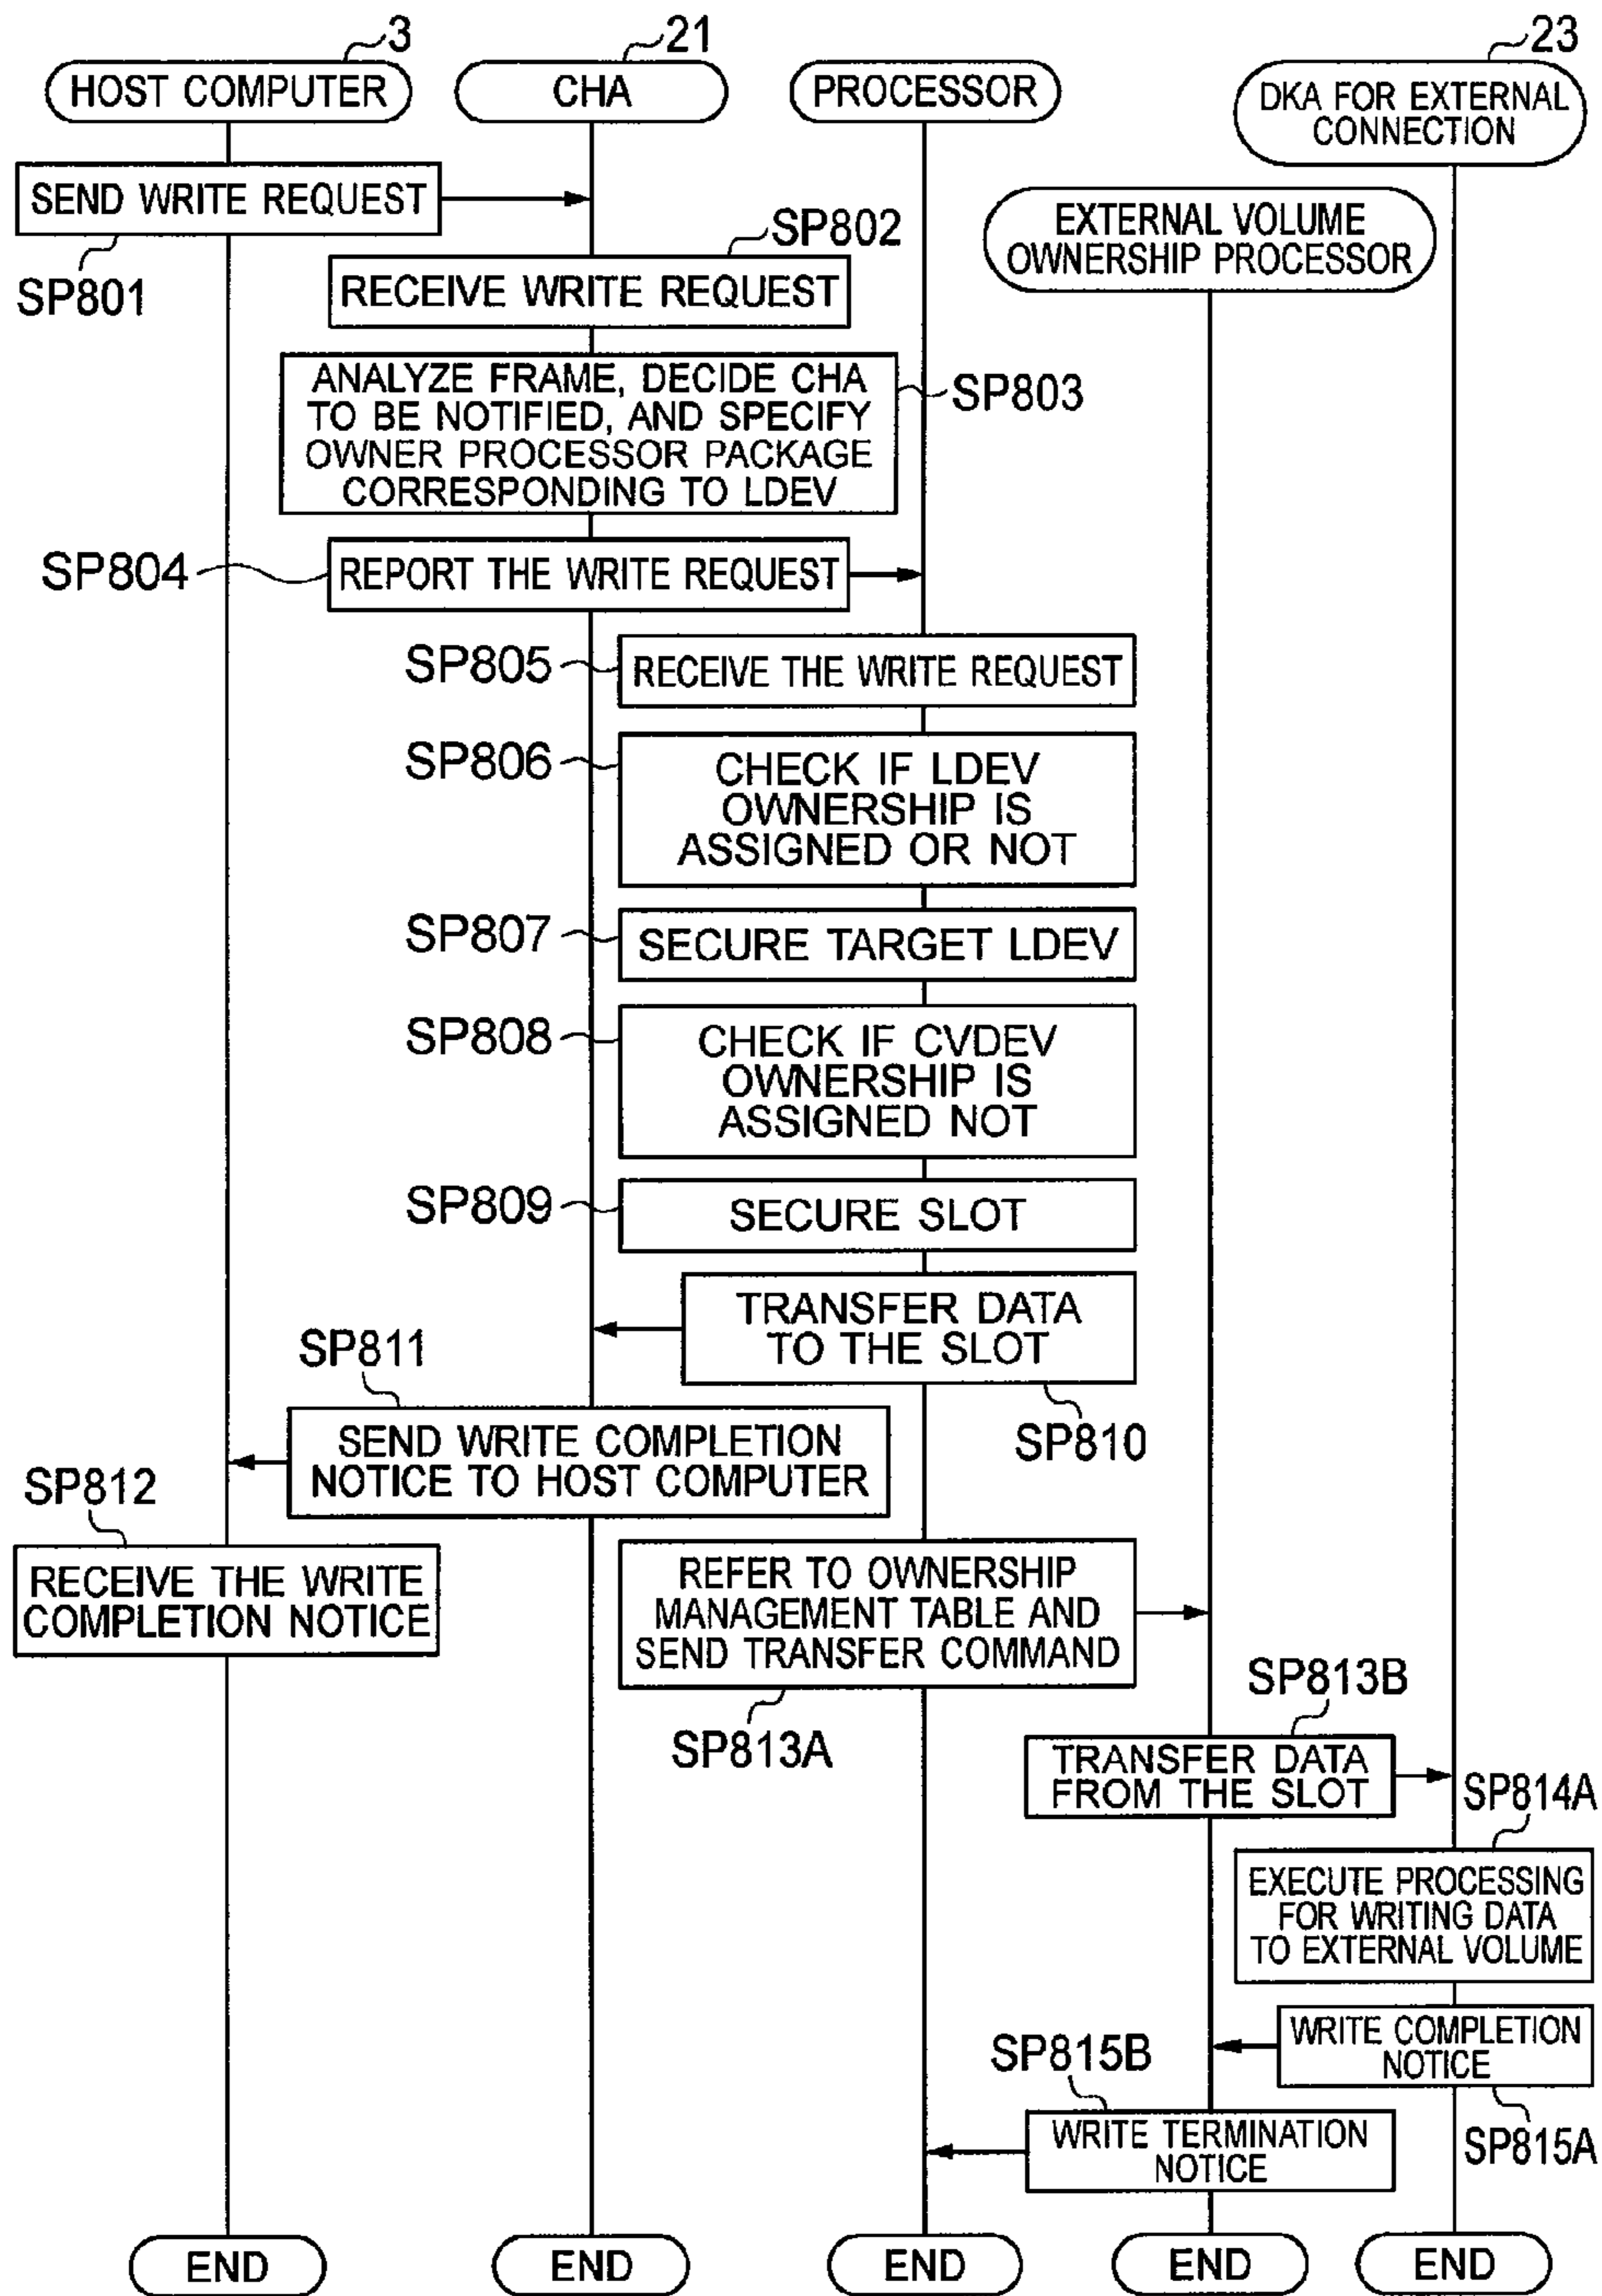 3
21
23
HOST COMPUTER
CHA
PROCESSOR
DKA FOR EXTERNAL
CONNECTION
SEND WRITE REQUEST
SP801
EXTERNAL VOLUME
OWNERSHIP PROCESSOR
SP802
RECEIVE WRITE REQUEST
ANALYZE FRAME, DECIDE CHA
TO BE NOTIFIED, AND SPECIFY
OWNER PROCESSOR PACKAGE
CORRESPONDING TO LDEV
SP803
SP804
REPORT THE WRITE REQUEST
SP805
RECEIVE THE WRITE REQUEST
SP806
CHECK IF LDEV
OWNERSHIP IS
ASSIGNED OR NOT
SP807
SECURE TARGET LDEV
SP808
CHECK IF CVDEV
OWNERSHIP IS
ASSIGNED NOT
SP809
SECURE SLOT
TRANSFER DATA
TO THE SLOT
SP810
SP811
SEND WRITE COMPLETION
NOTICE TO HOST COMPUTER
SP812
RECEIVE THE WRITE
COMPLETION NOTICE
REFER TO OWNERSHIP
MANAGEMENT TABLE AND
SEND TRANSFER COMMAND
SP813A
SP813B
TRANSFER DATA
FROM THE SLOT
SP814A
EXECUTE PROCESSING
FOR WRITING DATA
TO EXTERNAL VOLUME
WRITE COMPLETION
NOTICE
SP815A
SP815B
WRITE TERMINATION
NOTICE
END
END
END
END
END